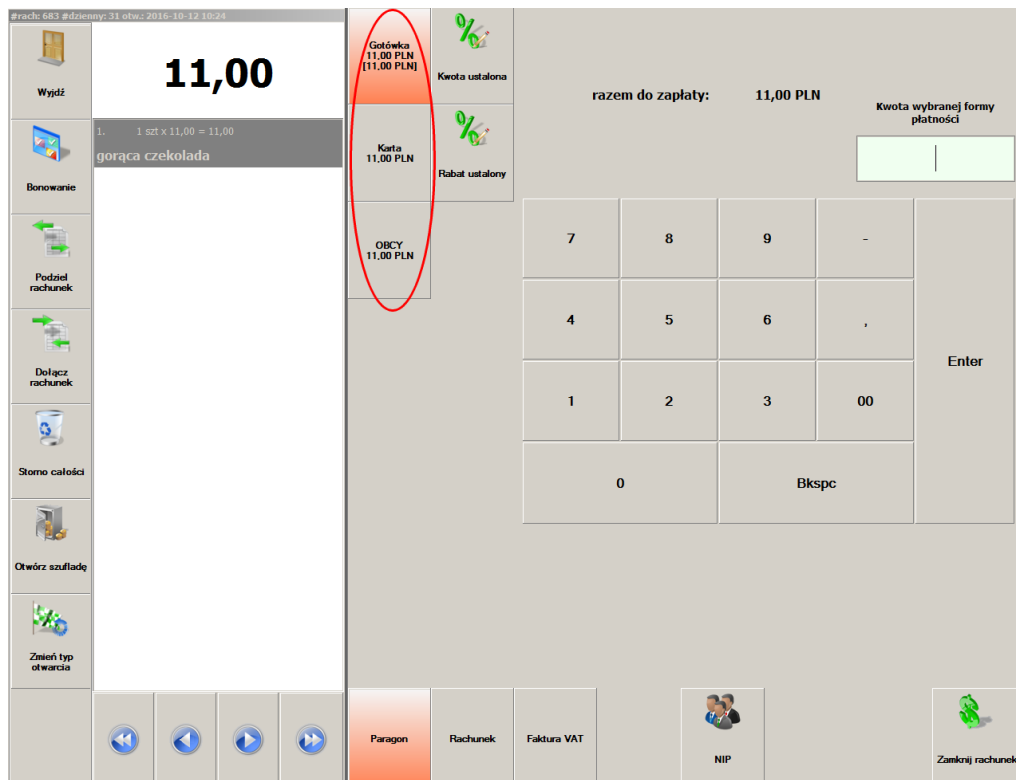 #rach: 683 #dzienny: 31 otw.: 2016-10-12 10:24
Wyjdź
Bonowanie
Podziel
rachunek
Dołącz
rachunek
Storno całości
Otwórz szufladę
Zmień typ
otwarcia
11,00
1. 1 szt x 11,00 = 11,00
gorąca czekolada
Gotówka
11,00 PLN
[11,00 PLN]
Karta
11,00 PLN
OBCY
11,00 PLN
Kwota ustalona
Rabat ustalony
razem do zapłaty: 11,00 PLN
Kwota wybranej formy
płatności
7 8 9 -
4 5 6 ,
Enter
1 2 3 00
0 Bkspc
Paragon
Rachunek
Faktura VAT
NIP
Zamknij rachunek